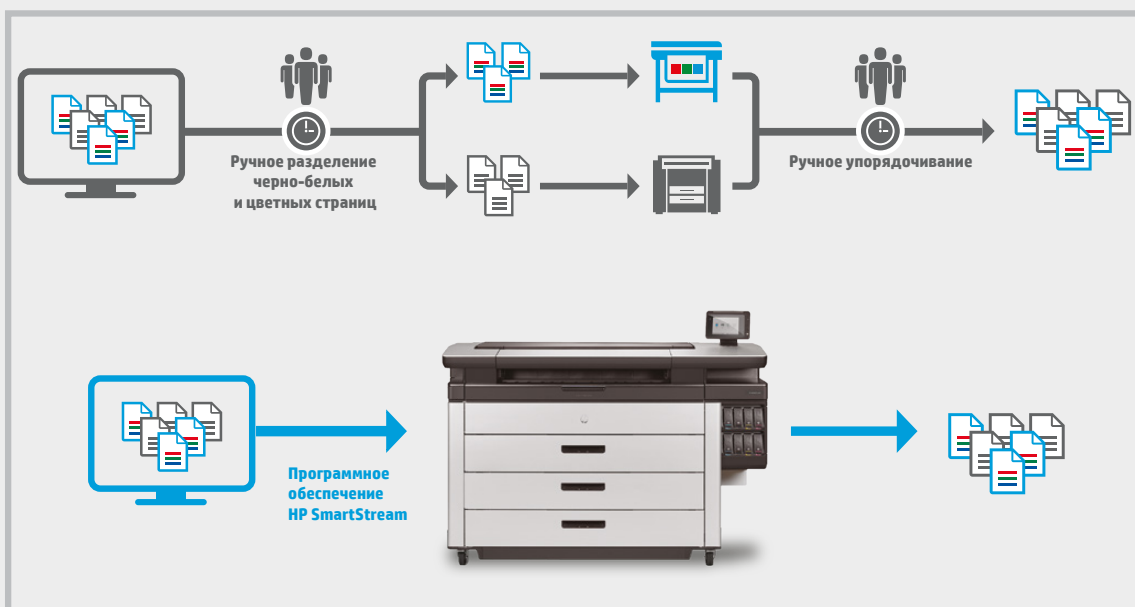 Ручное разделение
черно-белых
и цветных страниц
Ручное упорядочивание
Программное
обеспечение
HP SmartStream